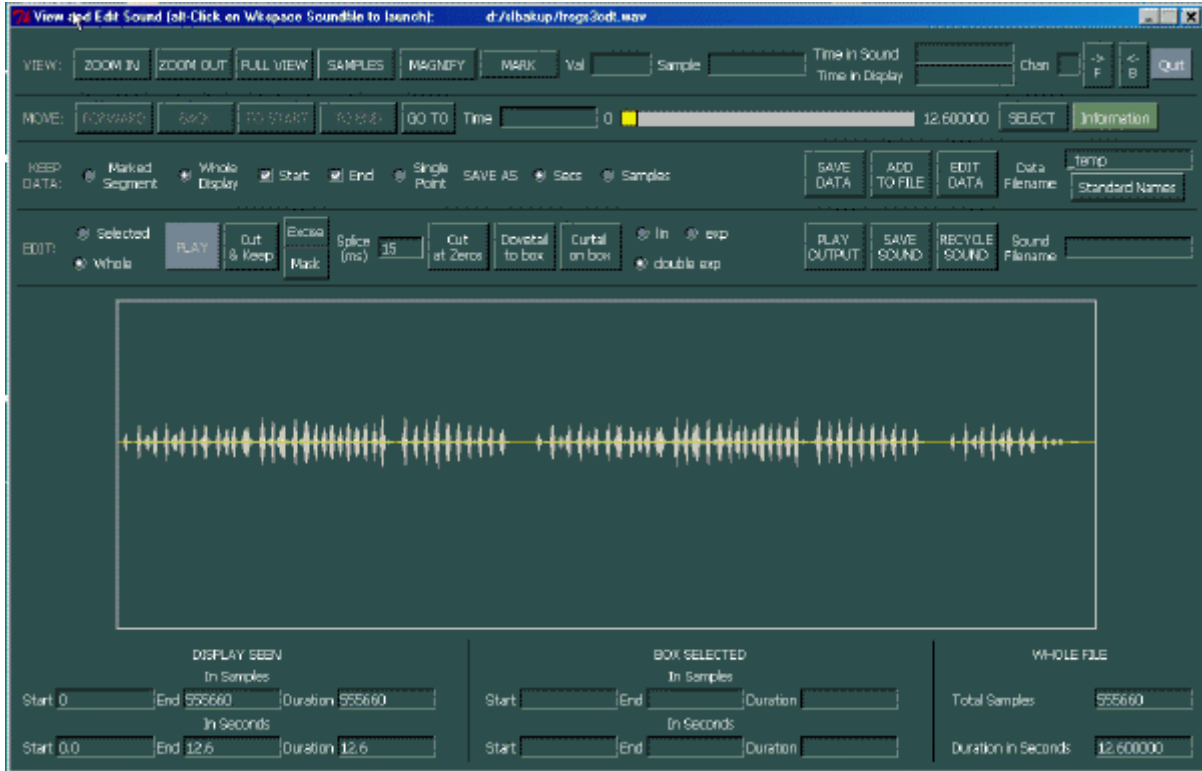 View and Edit Sound (alt-Click on Wkspace Soundfile to launch): d:/slbakup/frogs3odt.wav
VIEW: ZOOM IN ZOOM OUT FULL VIEW SAMPLES MAGNIFY MARK Val Sample Time in Sound Chan -> <- Quit
Time in Display F B
MOVE: FORWARD BACK TO START TO END GO TO Time 0 12.600000 SELECT Information
KEEP Marked Whole Start End Single SAVE AS Secs Samples SAVE ADD EDIT Data _temp
DATA: Segment Display Point DATA TO FILE DATA Filename Standard Names
EDIT: Selected PLAY Cut Excise Splice 15 Cut Dovetail Curtail lin exp PLAY SAVE RECYCLE Sound
Whole & Keep Mask (ms) at Zeros to box on box double exp OUTPUT SOUND SOUND Filename
DISPLAY SEEN BOX SELECTED WHOLE FILE
In Samples In Samples
Start 0 End 555660 Duration 555660 Start End Duration Total Samples 555660
In Seconds In Seconds
Start 0.0 End 12.6 Duration 12.6 Start End Duration Duration in Seconds 12.600000